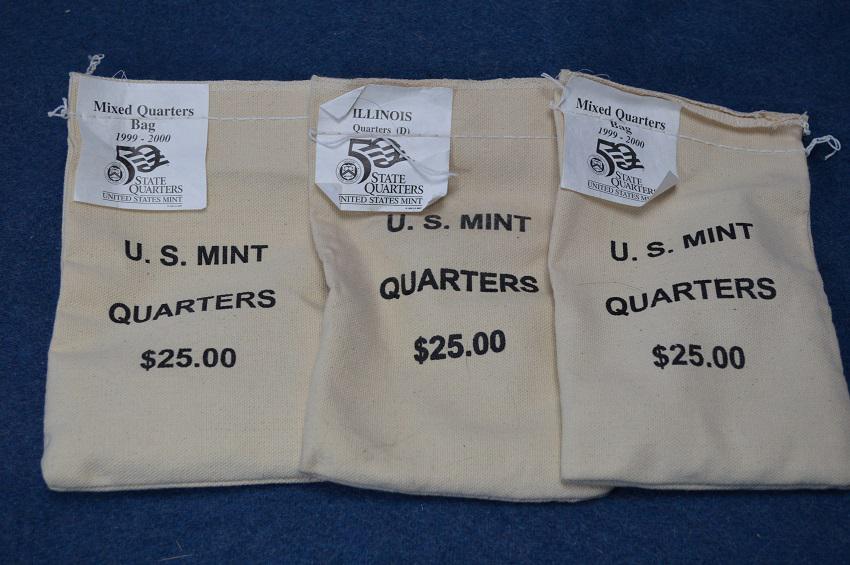 Mixed Quarters
Bag
1999 - 2000
50
STATE
QUARTERS
UNITED STATES MINT
U. S. MINT
QUARTERS
$25.00
ILLINOIS
Quarters (D)
50
STATE
QUARTERS
UNITED STATES MINT
U. S. MINT
QUARTERS
$25.00
Mixed Quarters
Bag
1999 - 2000
50
STATE
QUARTERS
UNITED STATES
U. S. MINT
QUARTERS
$25.00